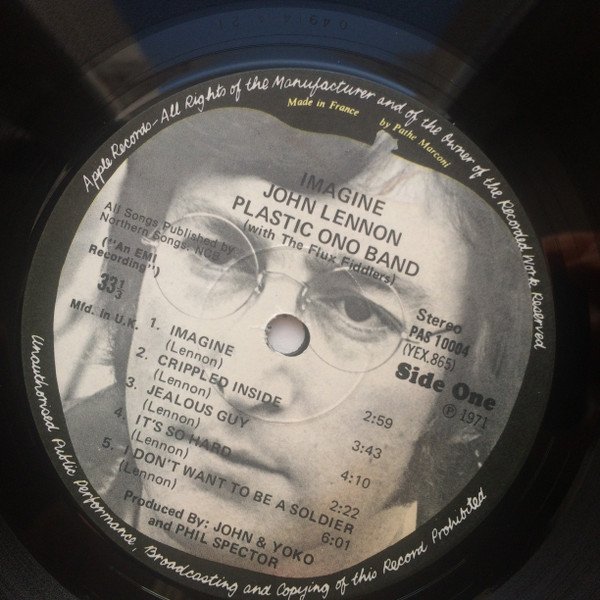 Apple Records—All Rights of the Manufacturer and of the Owner of the Recorded Work Reserved
Made in France
by Pathe Marconi
IMAGINE
JOHN LENNON
PLASTIC ONO BAND
(with The Flux Fiddlers)
All Songs Published by
Northern Songs. NCB
("An EMI
Recording")
33 1/3
Mfd. in U.K.
Stereo
PAS 10004
(YEX.865)
Side One
℗ 1971
1. IMAGINE 2:59
(Lennon)
2. CRIPPLED INSIDE 3:43
(Lennon)
3. JEALOUS GUY 4:10
(Lennon)
4. IT'S SO HARD 2:22
(Lennon)
5. I DON'T WANT TO BE A SOLDIER 6:01
(Lennon)
Produced By: JOHN & YOKO
and PHIL SPECTOR
Unauthorised Public Performance, Broadcasting and Copying of this Record Prohibited